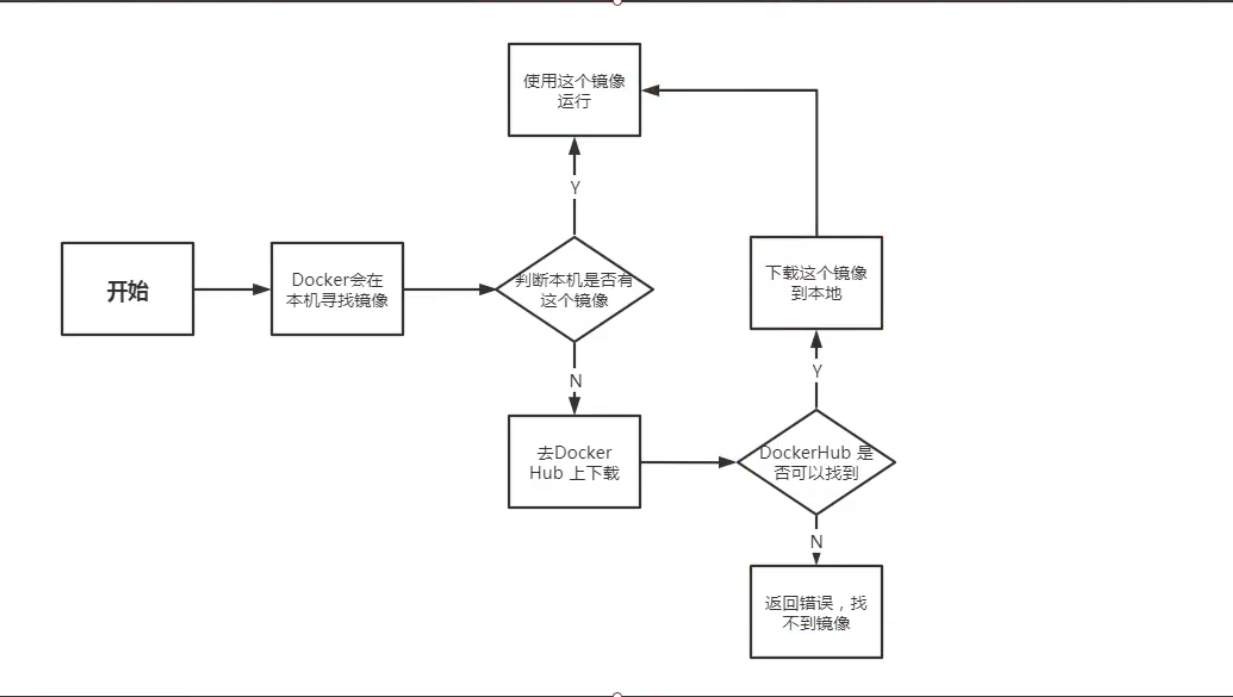 使用这个镜像
运行
Y
开始
Docker会在
本机寻找镜像
判断本机是否有
这个镜像
下载这个镜像
到本地
N
Y
去Docker
Hub 上下载
DockerHub 是
否可以找到
N
返回错误，找
不到镜像